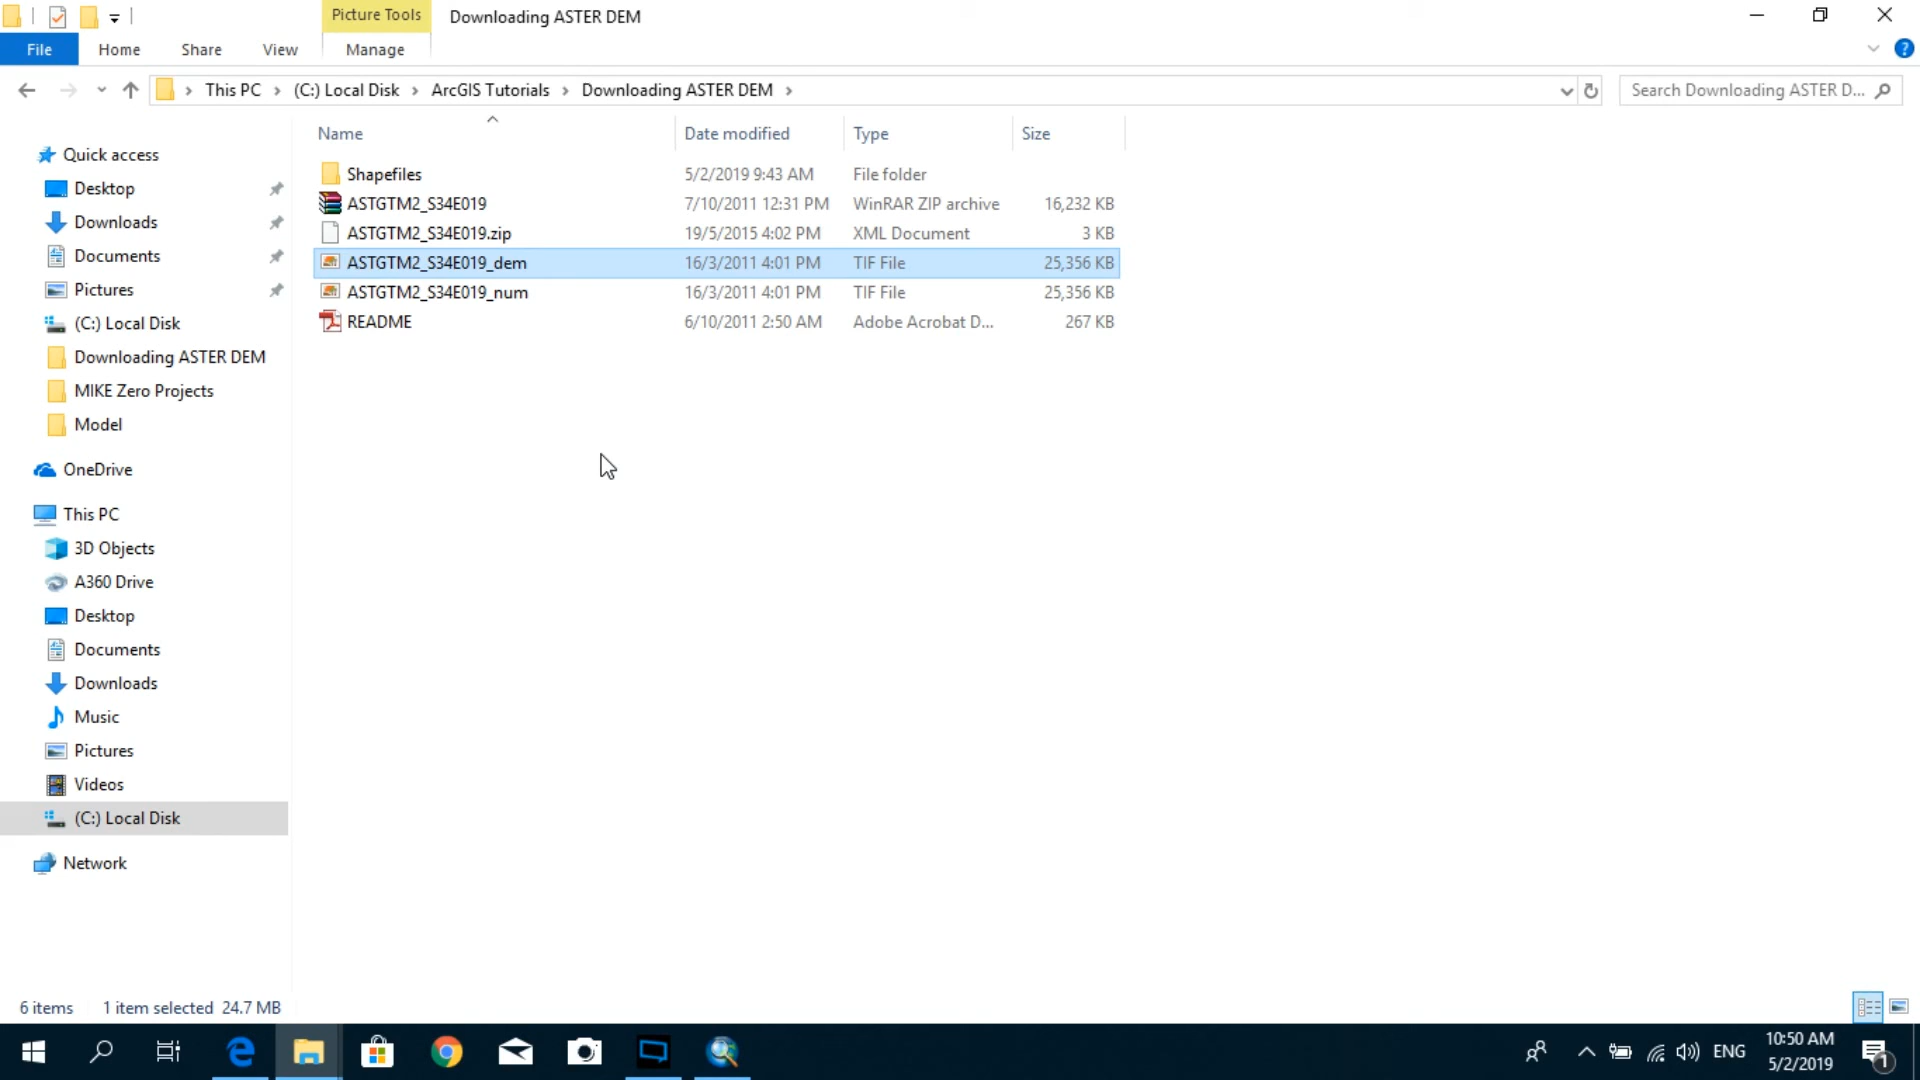 Picture Tools
Downloading ASTER DEM
File
Home
Share
View
Manage
This PC
(C:) Local Disk
ArcGIS Tutorials
Downloading ASTER DEM
Search Downloading ASTER D...
Name
Date modified
Type
Size
Shapefiles
5/2/2019 9:43 AM
File folder
ASTGTM2_S34E019
7/10/2011 12:31 PM
WinRAR ZIP archive
16,232 KB
ASTGTM2_S34E019.zip
19/5/2015 4:02 PM
XML Document
3 KB
ASTGTM2_S34E019_dem
16/3/2011 4:01 PM
TIF File
25,356 KB
ASTGTM2_S34E019_num
16/3/2011 4:01 PM
TIF File
25,356 KB
README
6/10/2011 2:50 AM
Adobe Acrobat D...
267 KB
Quick access
Desktop
Downloads
Documents
Pictures
(C:) Local Disk
Downloading ASTER DEM
MIKE Zero Projects
Model
OneDrive
This PC
3D Objects
A360 Drive
Desktop
Documents
Downloads
Music
Pictures
Videos
(C:) Local Disk
Network
6 items
1 item selected 24.7 MB
ENG
10:50 AM
5/2/2019
1